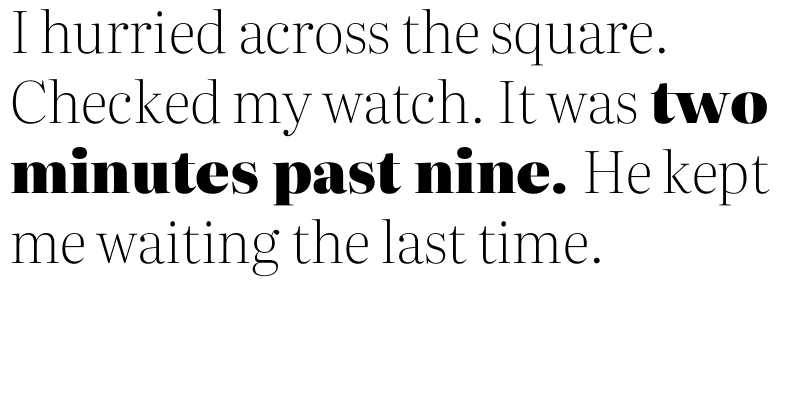 I hurried across the square.
Checked my watch. It was two
minutes past nine. He kept
me waiting the last time.